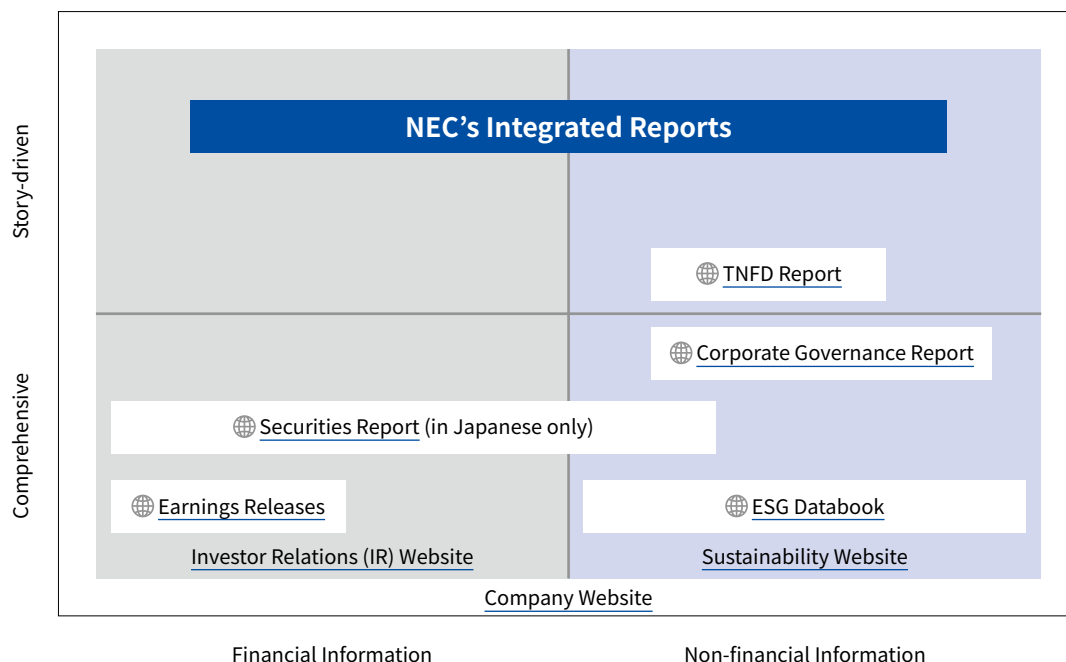 Story-driven
Comprehensive
NEC’s Integrated Reports
TNFD Report
Corporate Governance Report
Securities Report (in Japanese only)
Earnings Releases
ESG Databook
Investor Relations (IR) Website
Sustainability Website
Company Website
Financial Information
Non-financial Information